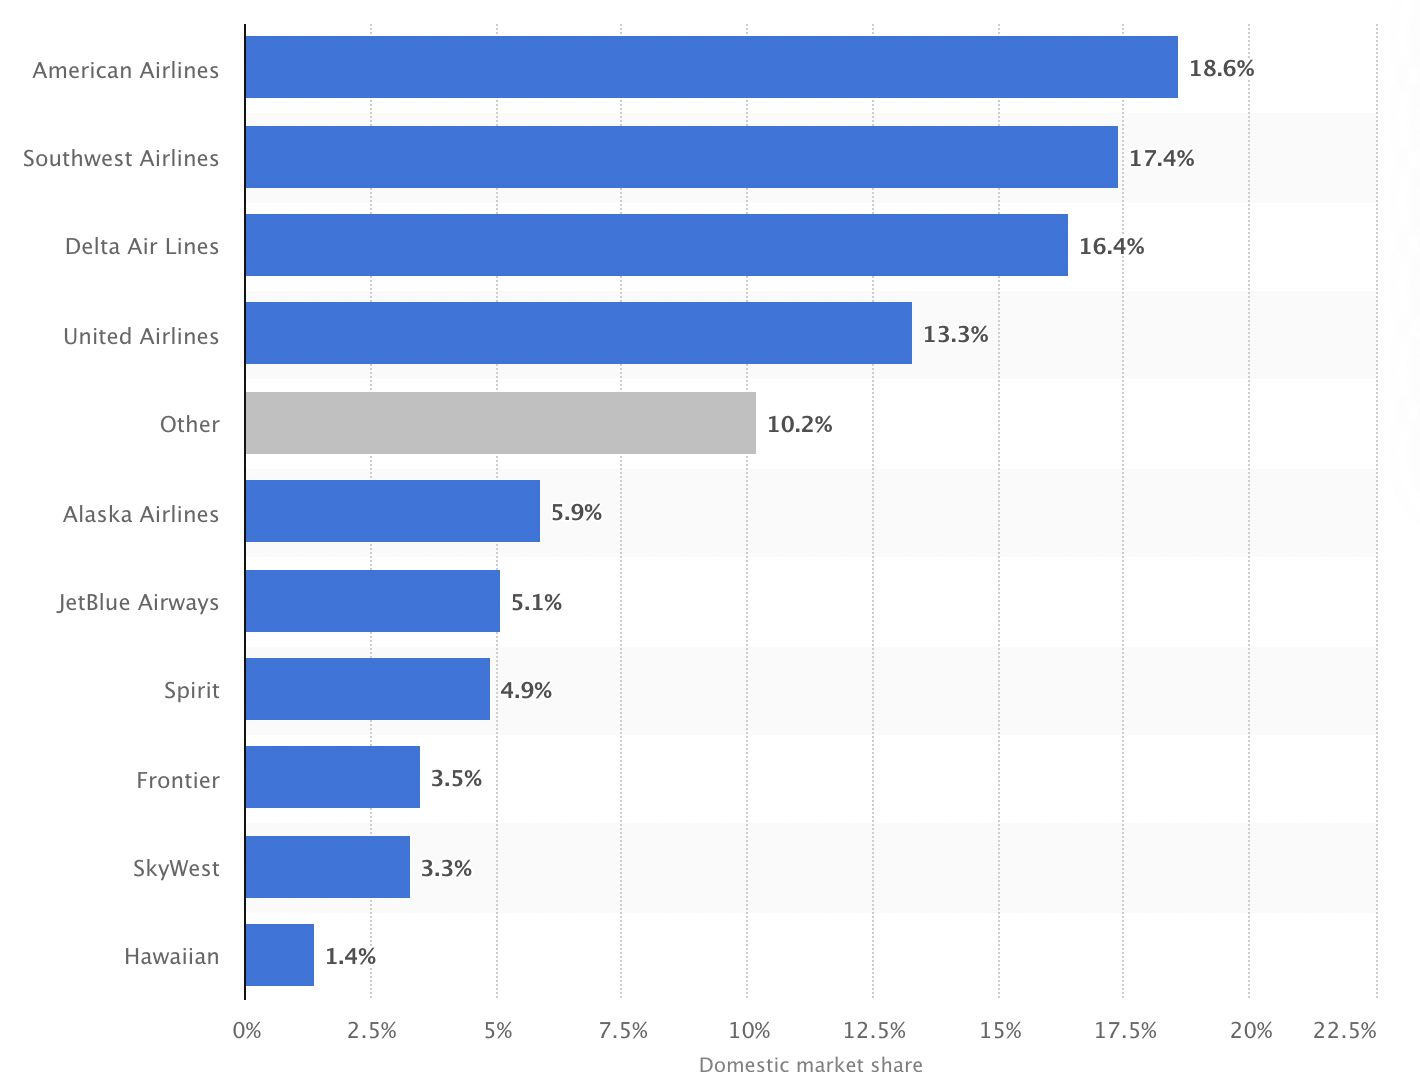 American Airlines 18.6%
Southwest Airlines 17.4%
Delta Air Lines 16.4%
United Airlines 13.3%
Other 10.2%
Alaska Airlines 5.9%
JetBlue Airways 5.1%
Spirit 4.9%
Frontier 3.5%
SkyWest 3.3%
Hawaiian 1.4%
0% 2.5% 5% 7.5% 10% 12.5% 15% 17.5% 20% 22.5%
Domestic market share